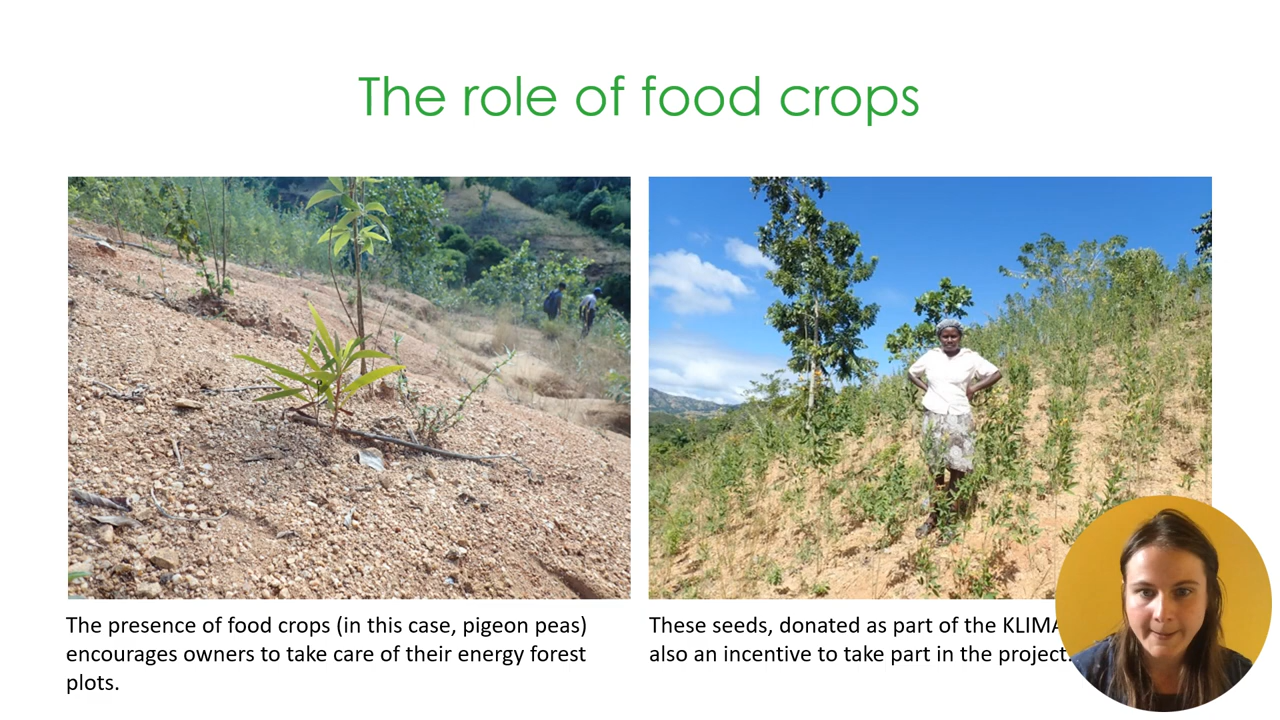 The role of food crops
The presence of food crops (in this case, pigeon peas)
encourages owners to take care of their energy forest
plots.
These seeds, donated as part of the
also an incentive to take part in the project.